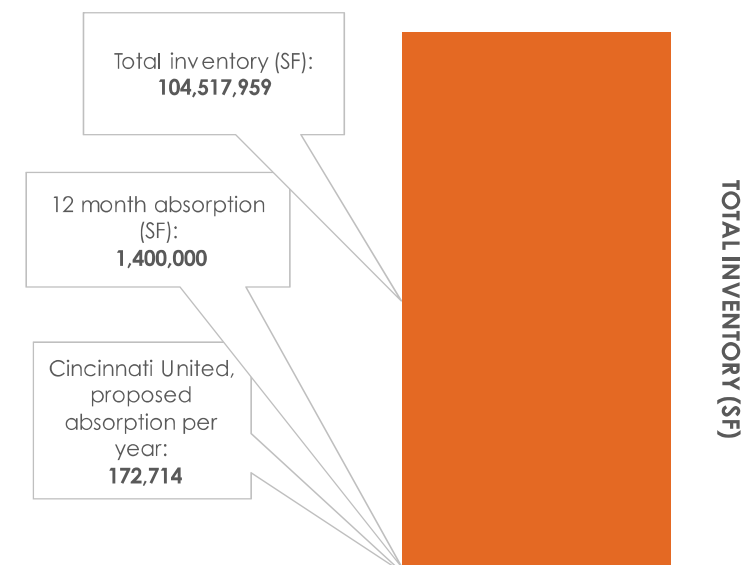 Total inventory (SF):
104,517,959
12 month absorption
(SF):
1,400,000
Cincinnati United,
proposed
absorption per
year:
172,714
TOTAL INVENTORY (SF)